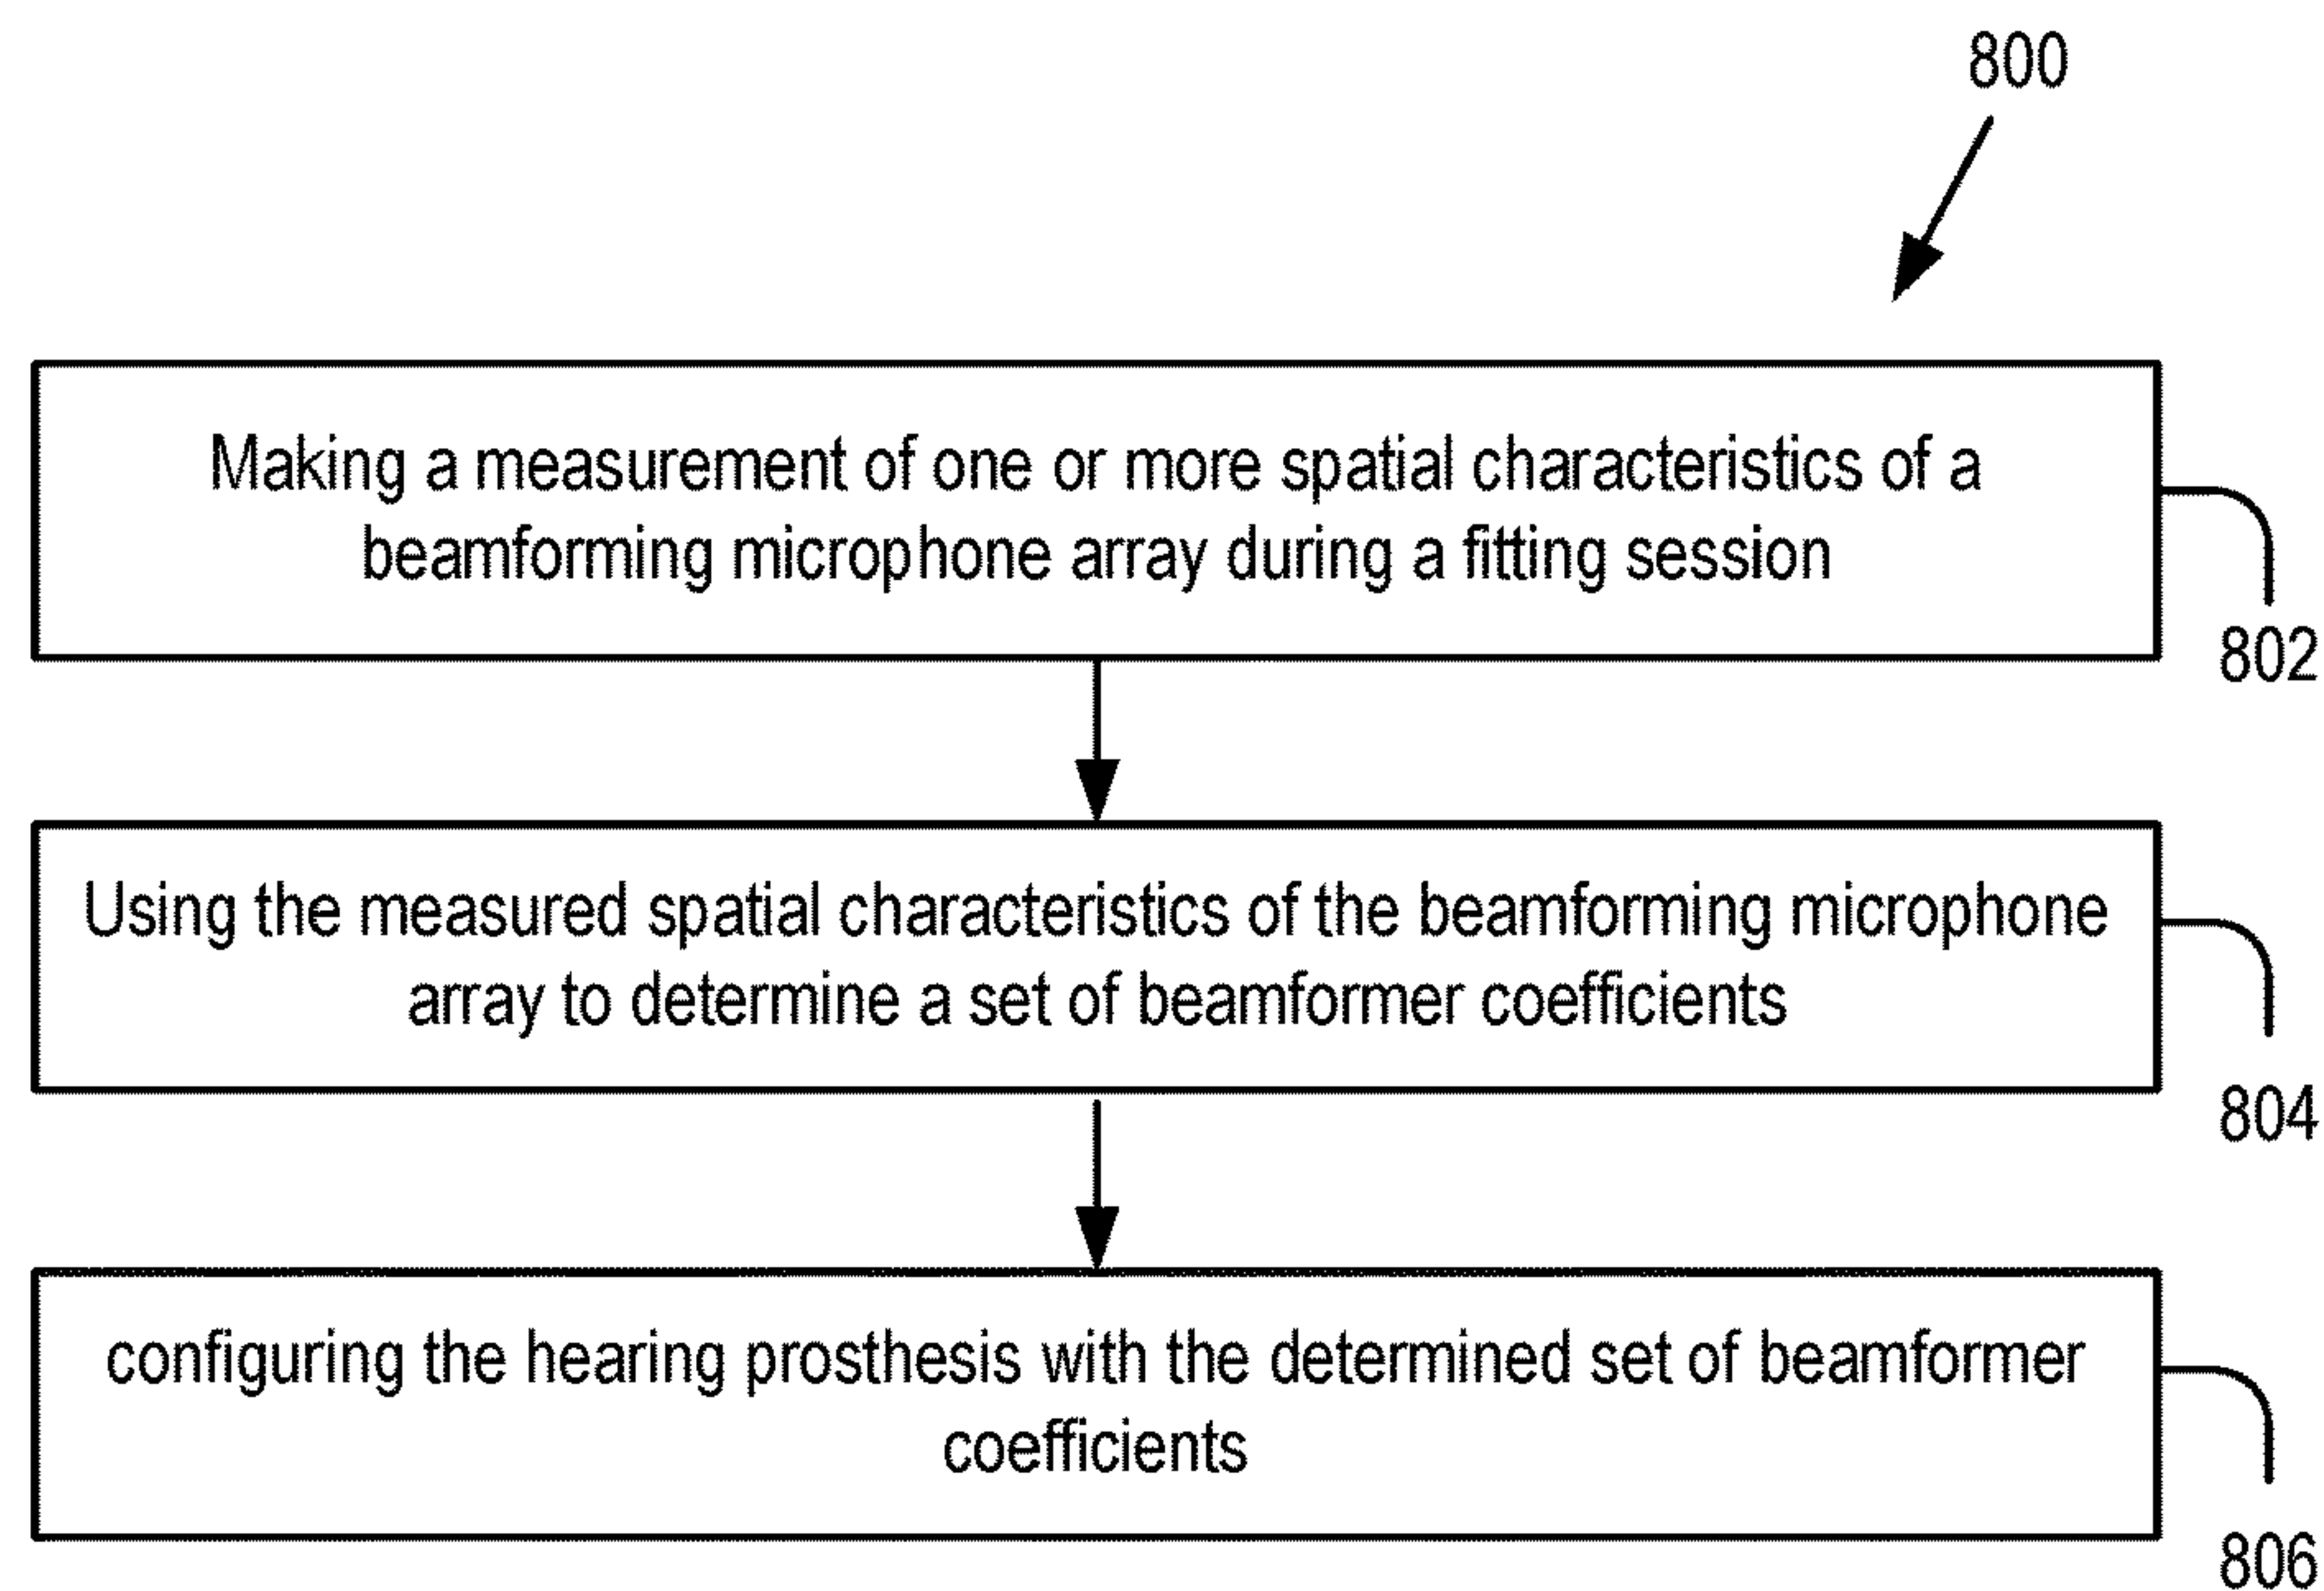 800
Making a measurement of one or more spatial characteristics of a
beamforming microphone array during a fitting session
802
Using the measured spatial characteristics of the beamforming microphone
array to determine a set of beamformer coefficients
804
configuring the hearing prosthesis with the determined set of beamformer
coefficients
806